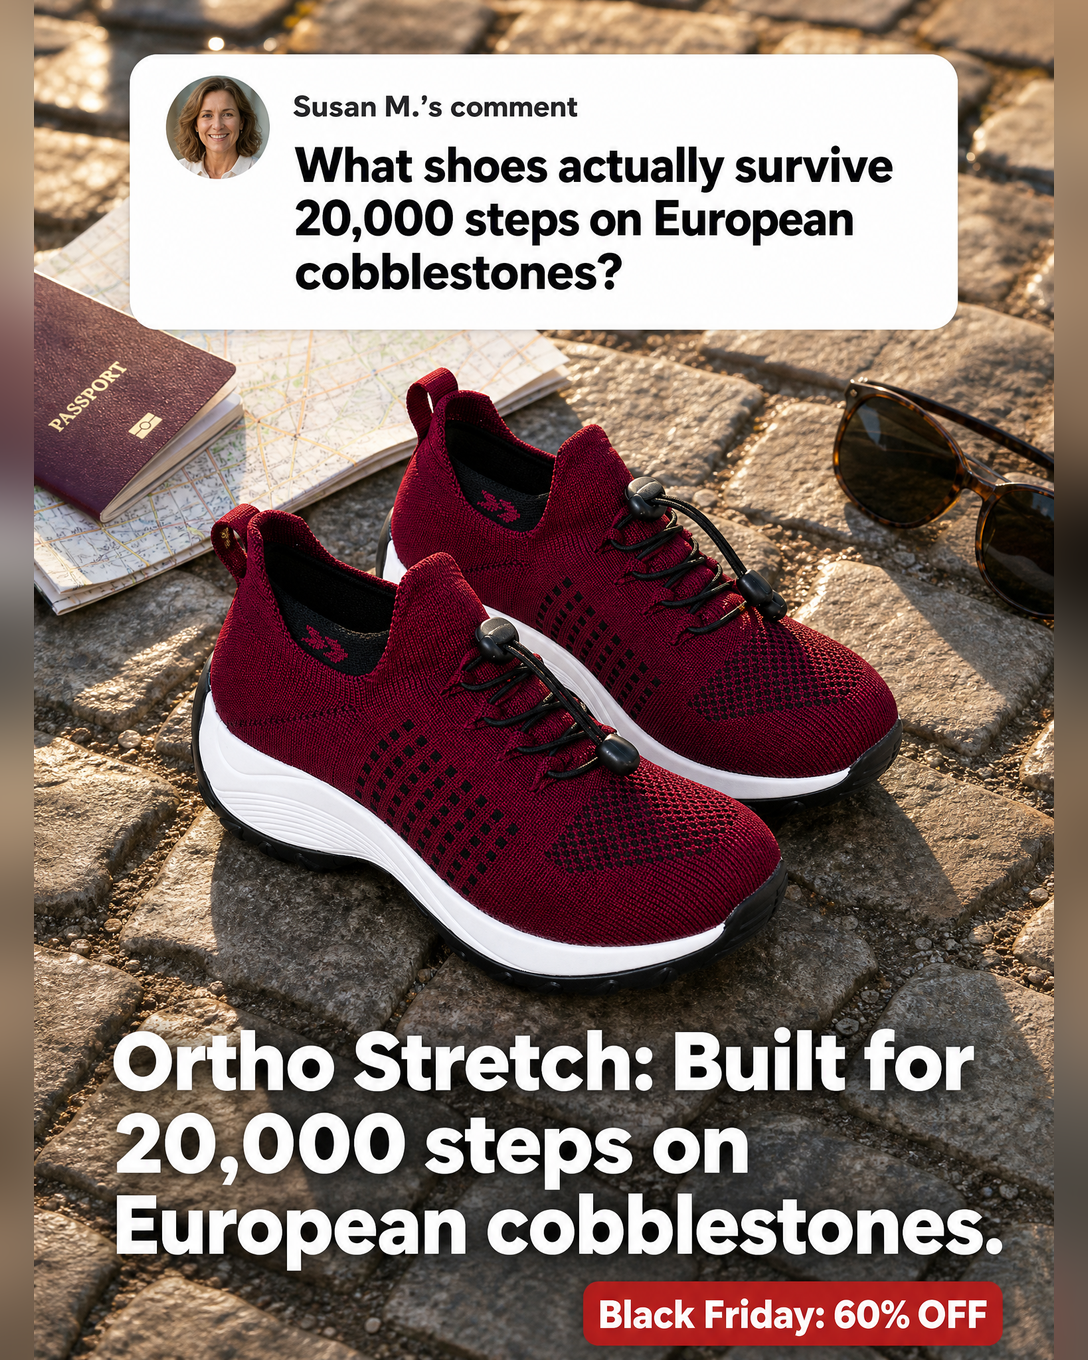 Susan M.’s comment
What shoes actually survive
20,000 steps on European
cobblestones?
PASSPORT
Ortho Stretch: Built for
20,000 steps on
European cobblestones.
Black Friday: 60% OFF